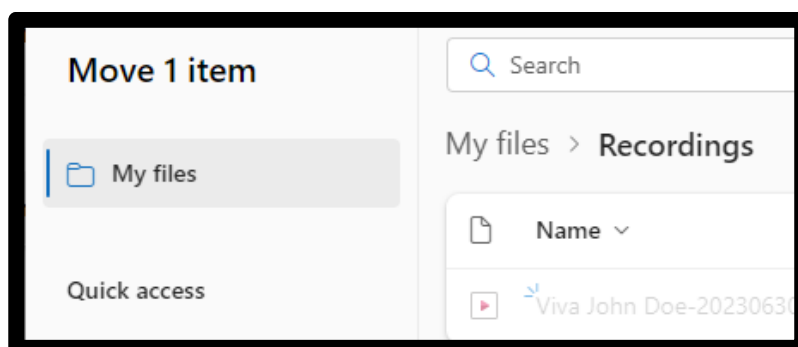 Move 1 item
Search
My files
My files > Recordings
Name
Quick access
Viva John Doe-20230630